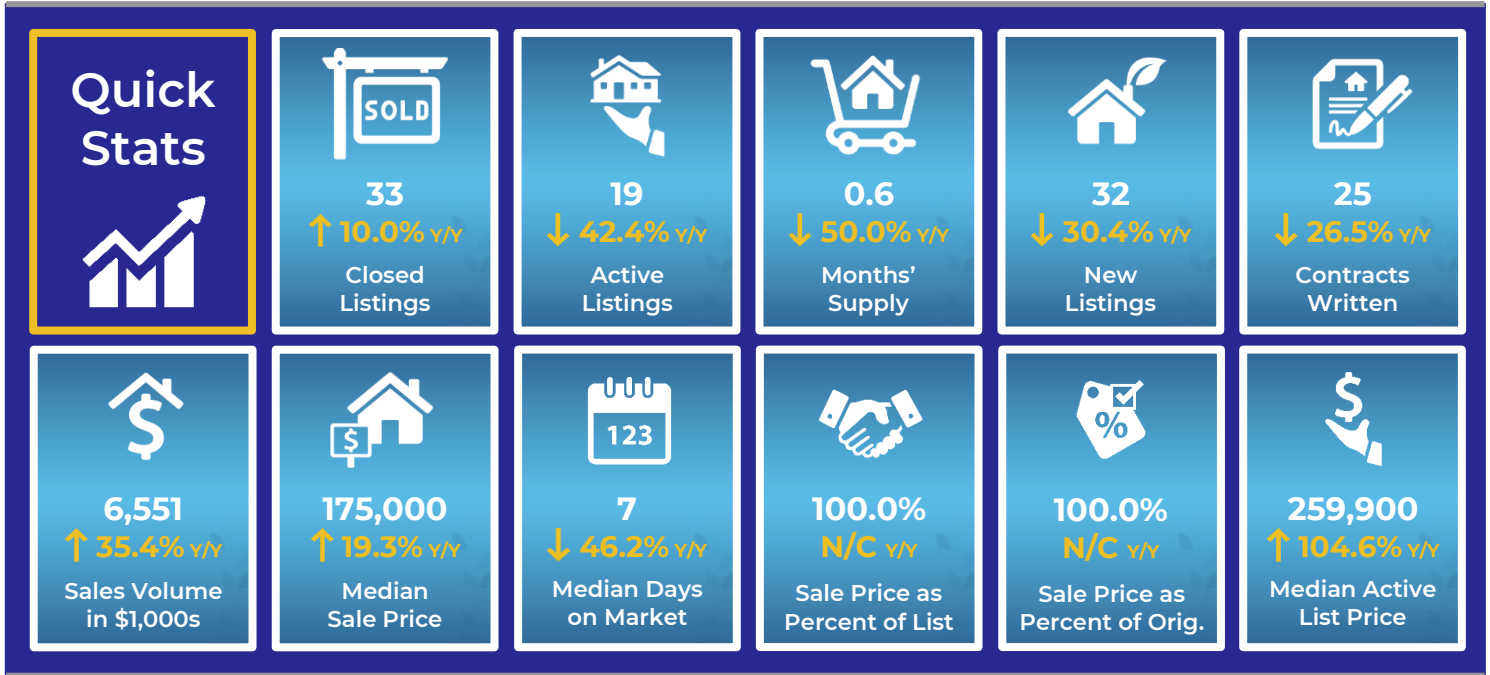 Quick
Stats
SOLD
33
↑ 10.0% Y/Y
Closed
Listings
19
↓ 42.4% Y/Y
Active
Listings
0.6
↓ 50.0% Y/Y
Months’
Supply
32
↓ 30.4% Y/Y
New
Listings
25
↓ 26.5% Y/Y
Contracts
Written
$
6,551
↑ 35.4% Y/Y
Sales Volume
in $1,000s
$
175,000
↑ 19.3% Y/Y
Median
Sale Price
123
7
↓ 46.2% Y/Y
Median Days
on Market
100.0%
N/C Y/Y
Sale Price as
Percent of List
%
100.0%
N/C Y/Y
Sale Price as
Percent of Orig.
$
259,900
↑ 104.6% Y/Y
Median Active
List Price